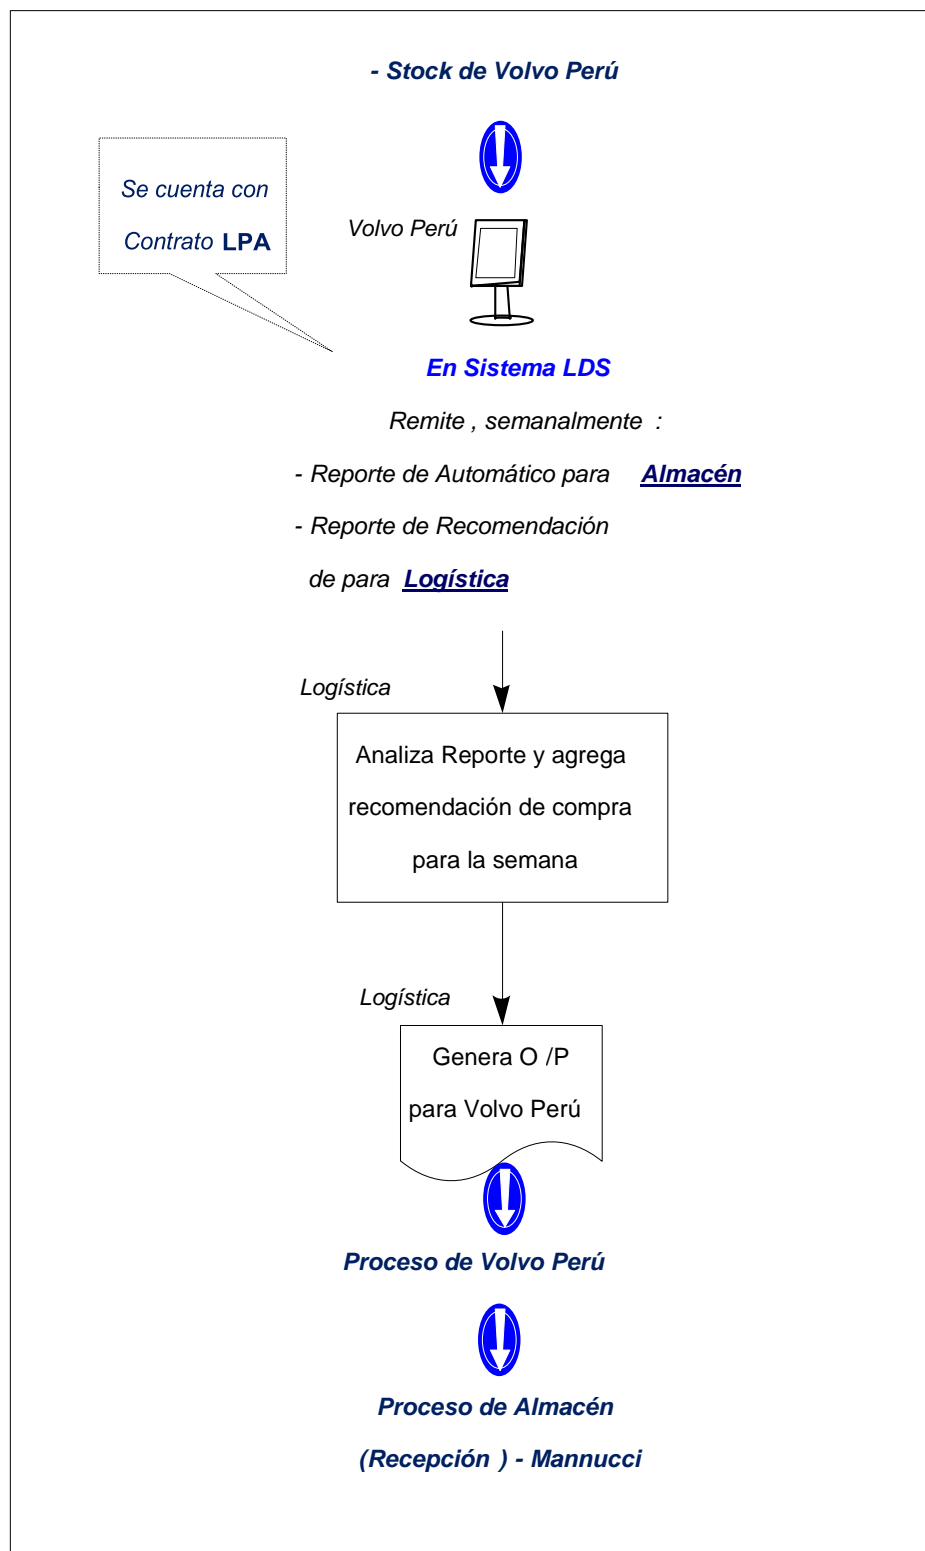 - Stock de Volvo Perú
Se cuenta con
Contrato LPA
Volvo Perú
En Sistema LDS
Remite , semanalmente :
- Reporte de Automático para Almacén
- Reporte de Recomendación
de para Logística
Logística
Analiza Reporte y agrega
recomendación de compra
para la semana
Logística
Genera O /P
para Volvo Perú
Proceso de Volvo Perú
Proceso de Almacén
(Recepción ) - Mannucci